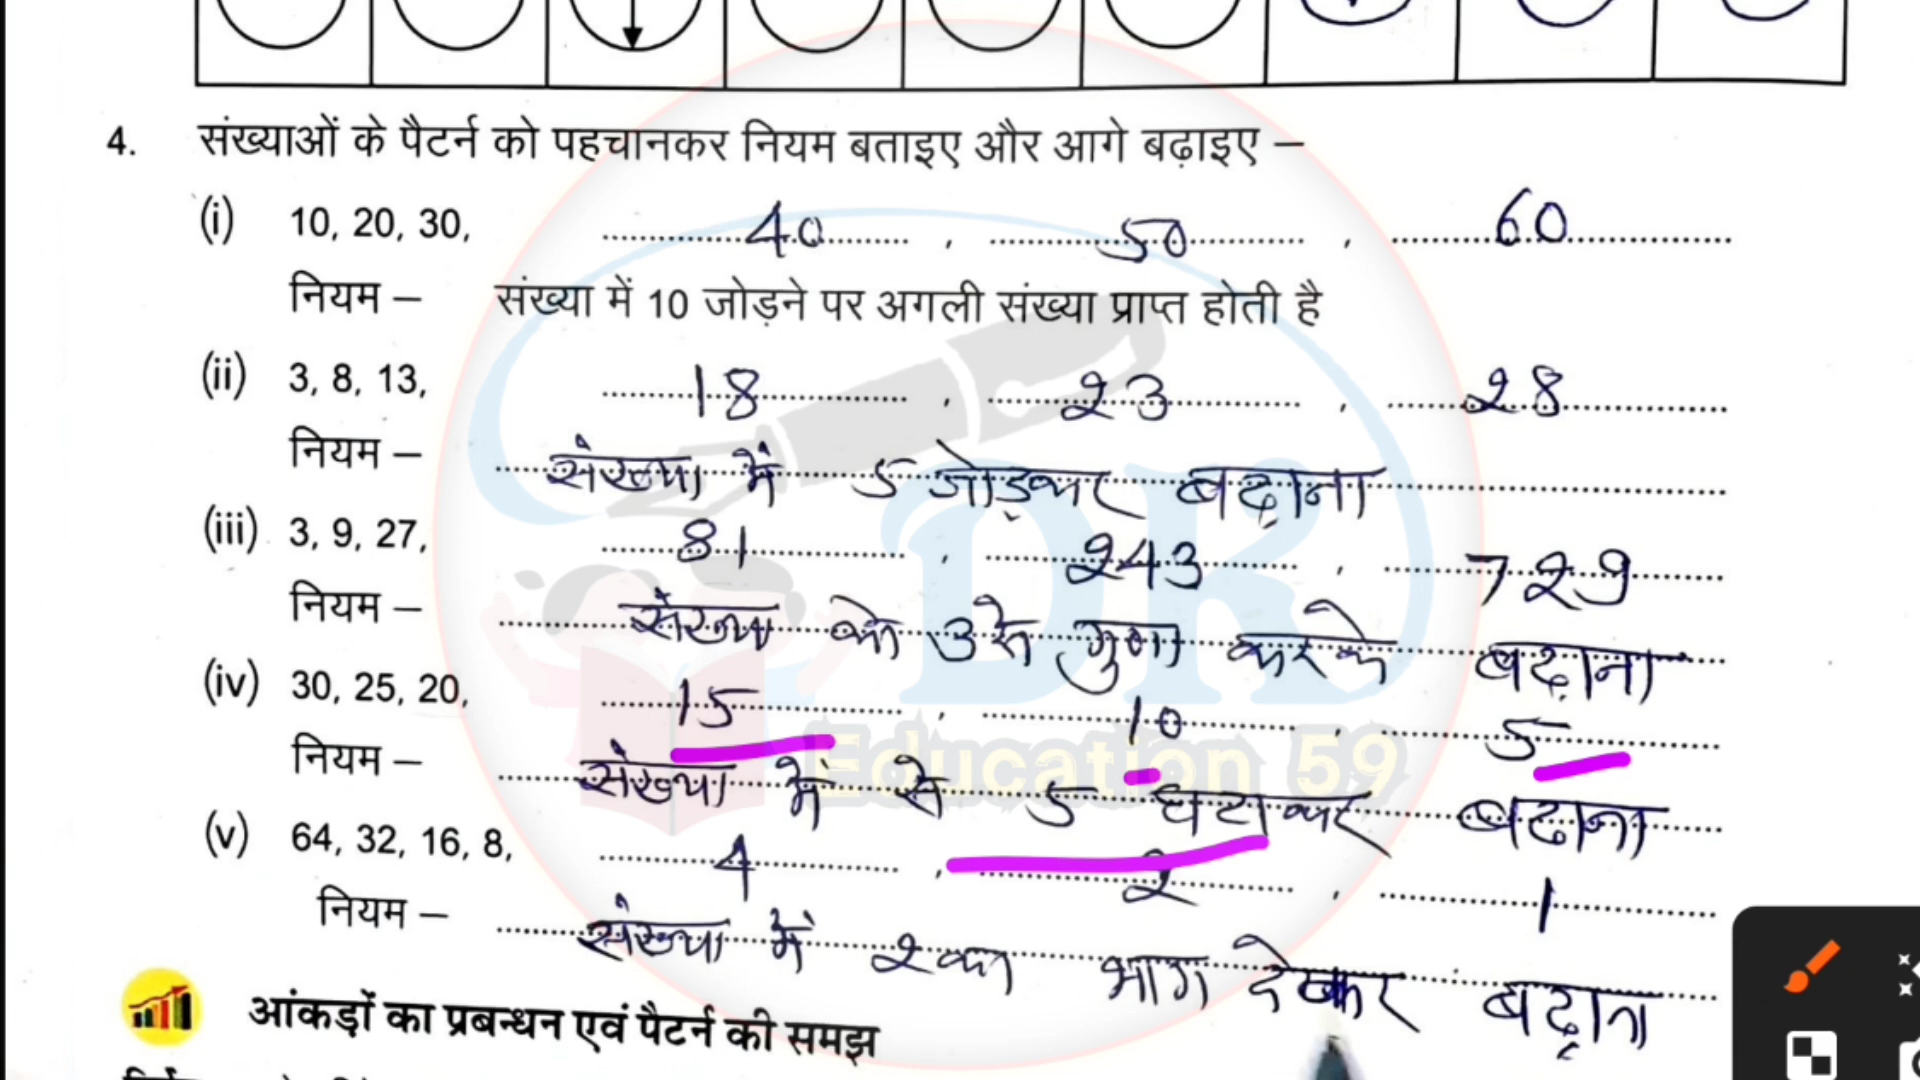 4. संख्याओं के पैटर्न को पहचानकर नियम बताइए और आगे बढ़ाइए –
(i) 10, 20, 30, 40 , 50 , 60
नियम – संख्या में 10 जोड़ने पर अगली संख्या प्राप्त होती है
(ii) 3, 8, 13, 18 , 23 , 28
नियम – संख्या में 5 जोड़कर बढ़ाना
(iii) 3, 9, 27, 81 , 243 , 729
नियम – संख्या को 3 से गुणा करके बढ़ाना
(iv) 30, 25, 20, 15 , 10 , 5
नियम – संख्या में से 5 घटाकर बढाना
(v) 64, 32, 16, 8, 4 , 2 , 1
नियम – संख्या में 2 का भाग देकर बढ़ाना
आंकड़ों का प्रबन्धन एवं पैटर्न की समझ
DR
Education 59